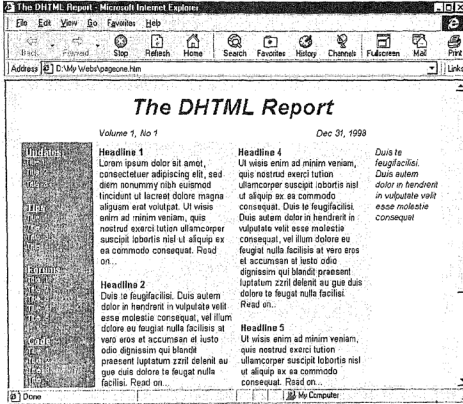 The DHTML Report - Microsoft Internet Explorer
File Edit View Go Favorites Help
Back Forward Stop Refresh Home Search Favorites History Channels Fullscreen Mail Print
Address D:\My Webs\pageone.htm Links
The DHTML Report
Volume 1, No 1 Dec 31, 1998
Updates
Tips
Forums
Code
Headline 1
Lorem ipsum dolor sit amet,
consectetuer adipiscing elit, sed
diem nonummy nibh euismod
tincidunt ut lacreet dolore magna
aliguam erat volutpat. Ut wisis
enim ad minim veniam, quis
nostrud exerci tution ullamcorper
suscipit lobortis nisl ut aliquip ex
ea commodo consequat. Read
on...
Headline 2
Duis te feugifacilisi. Duis autem
dolor in hendrerit in vulputate velit
esse molestie consequat, vel illum
dolore eu feugiat nulla facilisis at
vero eros et accumsan et iusto
odio dignissim qui blandit
praesent luptatum zzril delenit au
gue duis dolore te feugat nulla
facilisi. Read on...
Headline 4
Ut wisis enim ad minim veniam,
quis nostrud exerci tution
ullamcorper suscipit lobortis nisl
ut aliquip ex ea commodo
consequat. Duis te feugifacilisi.
Duis autem dolor in hendrerit in
vulputate velit esse molestie
consequat, vel illum dolore eu
feugiat nulla facilisis at vero eros
et accumsan et iusto odio
dignissim qui blandit praesent
luptatum zzril delenit au gue duis
dolore te feugat nulla facilisi.
Read on...
Headline 5
Ut wisis enim ad minim veniam,
quis nostrud exerci tution
ullamcorper suscipit lobortis nisl
ut aliquip ex ea commodo
consequat. Read on...
Duis te
feugifacilisi.
Duis autem
dolor in hendrerit
in vulputate velit
esse molestie
consequat
Done My Computer